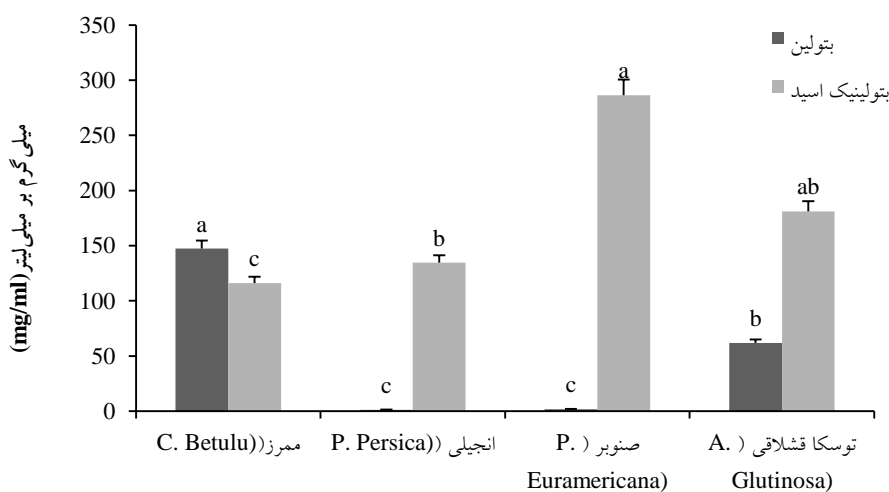 350
300
250
200
150
100
50
0
میلی گرم بر میلی لیتر(mg/ml)
بتولین
بتولینیک اسید
a
c
c
b
c
a
b
ab
ممرز((C. Betulu
انجیلی ((P. Persica
صنوبر ( P.
Euramericana)
توسکا قشلاقی ( A.
Glutinosa)